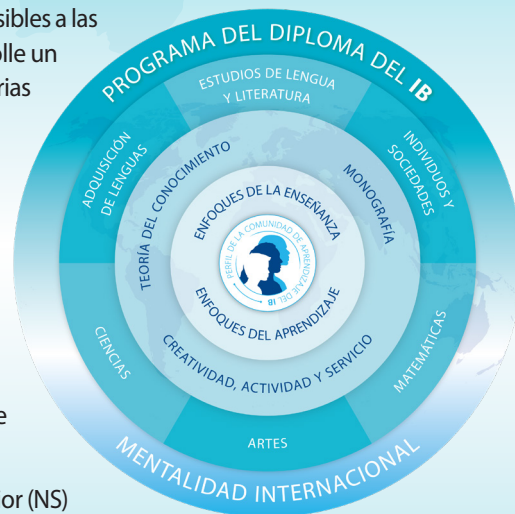 sibles a las
olle un
rias
e
ior (NS)
PROGRAMA DEL DIPLOMA DEL IB
ESTUDIOS DE LENGUA
Y LITERATURA
ADQUISICIÓN
DE LENGUAS
INDIVIDUOS Y
SOCIEDADES
TEORÍA DEL CONOCIMIENTO
MONOGRAFÍA
ENFOQUES DE LA ENSEÑANZA
PERFIL DE LA COMUNIDAD DE APRENDIZAJE DEL IB
ENFOQUES DEL APRENDIZAJE
CREATIVIDAD, ACTIVIDAD Y SERVICIO
CIENCIAS
MATEMÁTICAS
ARTES
MENTALIDAD INTERNACIONAL